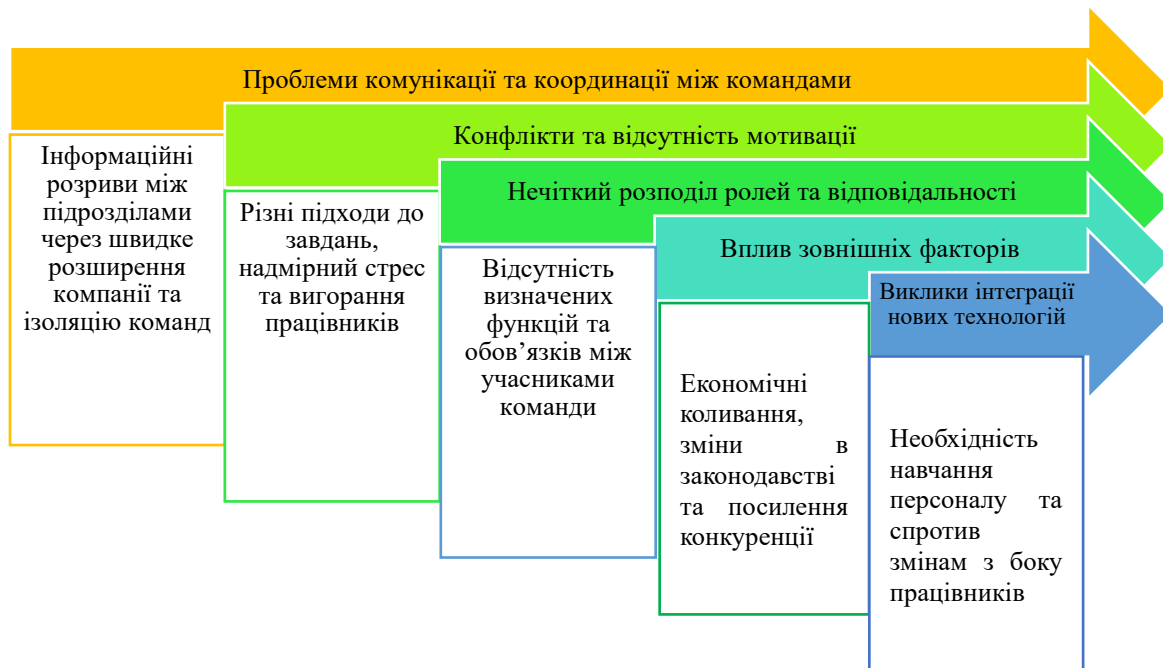 Проблеми комунікації та координації між командами
Інформаційні
розриви між
підрозділами
через швидке
розширення
компанії та
ізоляцію команд
Конфлікти та відсутність мотивації
Різні підходи до
завдань,
надмірний стрес
та вигорання
працівників
Нечіткий розподіл ролей та відповідальності
Відсутність
визначених
функцій та
обов’язків між
учасниками
команди
Вплив зовнішніх факторів
Економічні
коливання,
зміни в
законодавстві
та посилення
конкуренції
Виклики інтеграції
нових технологій
Необхідність
навчання
персоналу та
спротив
змінам з боку
працівників